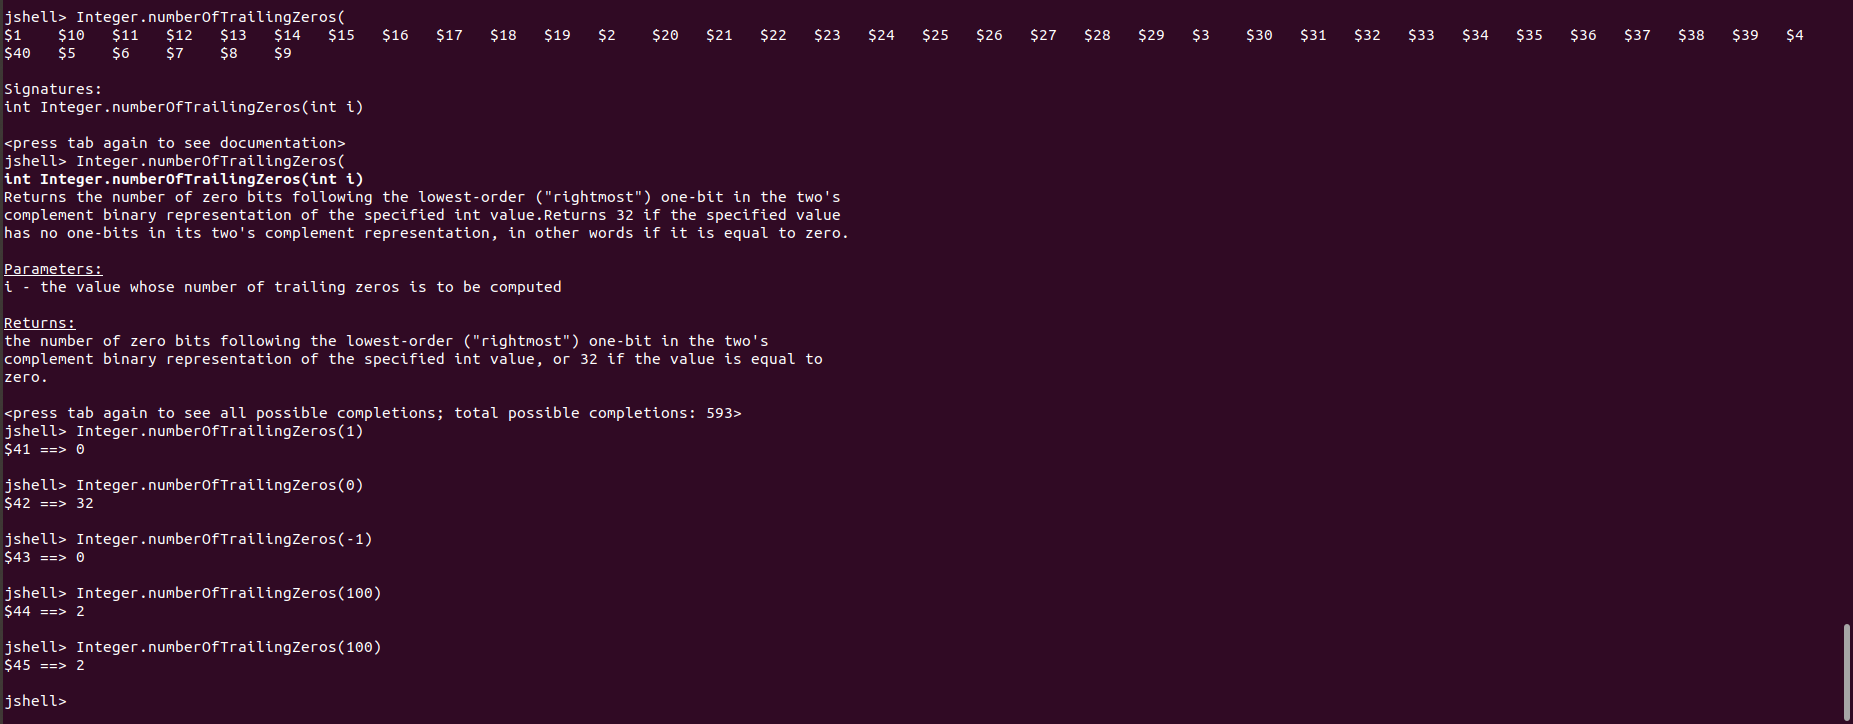 jshell> Integer.numberOfTrailingZeros(
$1    $10   $11   $12   $13   $14   $15   $16   $17   $18   $19   $2    $20   $21   $22   $23   $24   $25   $26   $27   $28   $29   $3    $30   $31   $32   $33   $34   $35   $36   $37   $38   $39   $4
$40   $5    $6    $7    $8    $9

Signatures:
int Integer.numberOfTrailingZeros(int i)

<press tab again to see documentation>
jshell> Integer.numberOfTrailingZeros(
int Integer.numberOfTrailingZeros(int i)
Returns the number of zero bits following the lowest-order ("rightmost") one-bit in the two's
complement binary representation of the specified int value.Returns 32 if the specified value
has no one-bits in its two's complement representation, in other words if it is equal to zero.

Parameters:
i - the value whose number of trailing zeros is to be computed

Returns:
the number of zero bits following the lowest-order ("rightmost") one-bit in the two's
complement binary representation of the specified int value, or 32 if the value is equal to
zero.

<press tab again to see all possible completions; total possible completions: 593>
jshell> Integer.numberOfTrailingZeros(1)
$41 ==> 0

jshell> Integer.numberOfTrailingZeros(0)
$42 ==> 32

jshell> Integer.numberOfTrailingZeros(-1)
$43 ==> 0

jshell> Integer.numberOfTrailingZeros(100)
$44 ==> 2

jshell> Integer.numberOfTrailingZeros(100)
$45 ==> 2

jshell>